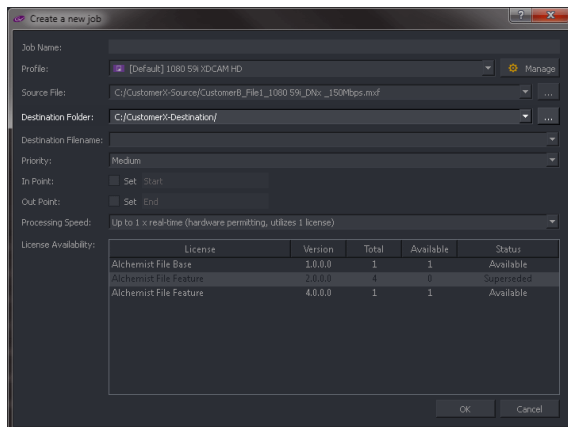 Create a new job
Job Name:
Profile: [Default] 1080 59i XDCAM HD Manage
Source File: C:/CustomerX-Source/CustomerB_File1_1080 59i_DNx _150Mbps.mxf ...
Destination Folder: C:/CustomerX-Destination/ ...
Destination Filename:
Priority: Medium
In Point: Set Start
Out Point: Set End
Processing Speed: Up to 1 x real-time (hardware permitting, utilizes 1 license)
License Availability:
License Version Total Available Status
Alchemist File Base 1.0.0.0 1 1 Available
Alchemist File Feature 2.0.0.0 4 0 Superseded
Alchemist File Feature 4.0.0.0 1 1 Available
OK Cancel